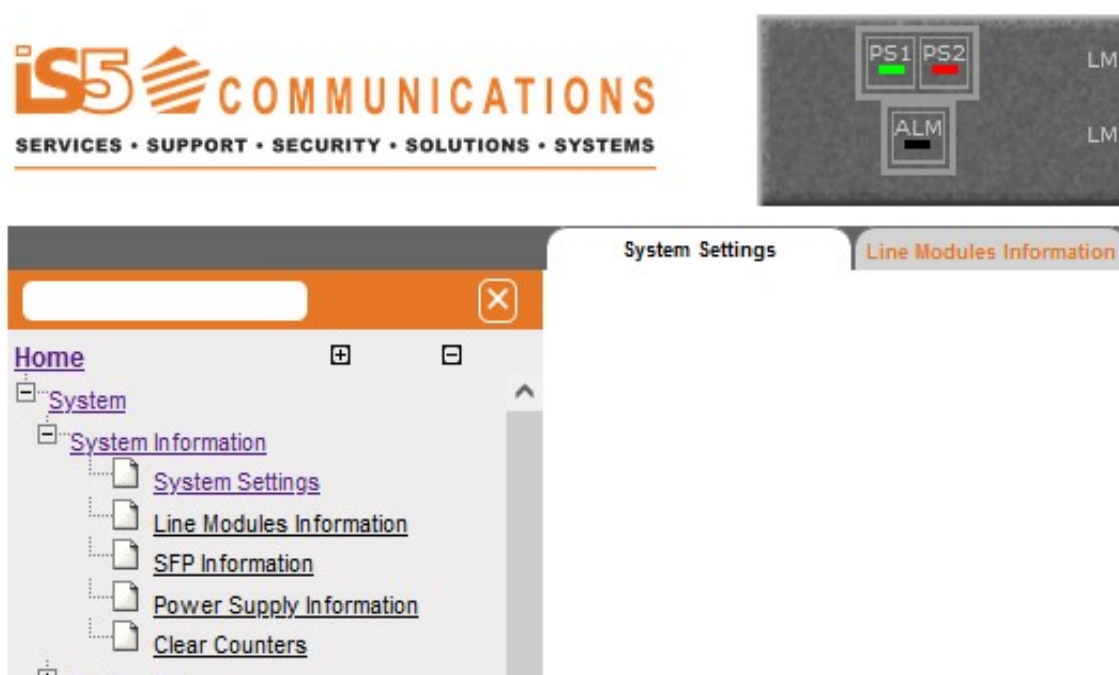 iS5 COMMUNICATIONS
SERVICES • SUPPORT • SECURITY • SOLUTIONS • SYSTEMS
PS1 PS2
LM
ALM
LM
System Settings
Line Modules Information
Home
System
System Information
System Settings
Line Modules Information
SFP Information
Power Supply Information
Clear Counters